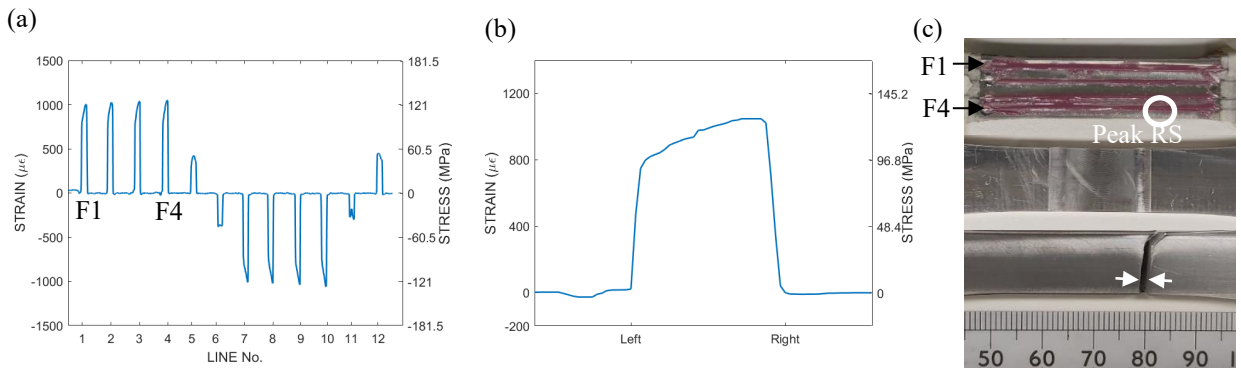 (a)
1500
1000
500
0
-500
-1000
-1500
STRAIN (με)
181.5
121
60.5
0
-60.5
-121
-181.5
STRESS (MPa)
F1
F4
1 2 3 4 5 6 7 8 9 10 11 12
LINE No.
(b)
1200
800
400
0
-200
STRAIN (με)
145.2
96.8
48.4
0
STRESS (MPa)
Left Right
(c)
F1
F4
Peak RS
50 60 70 80 90